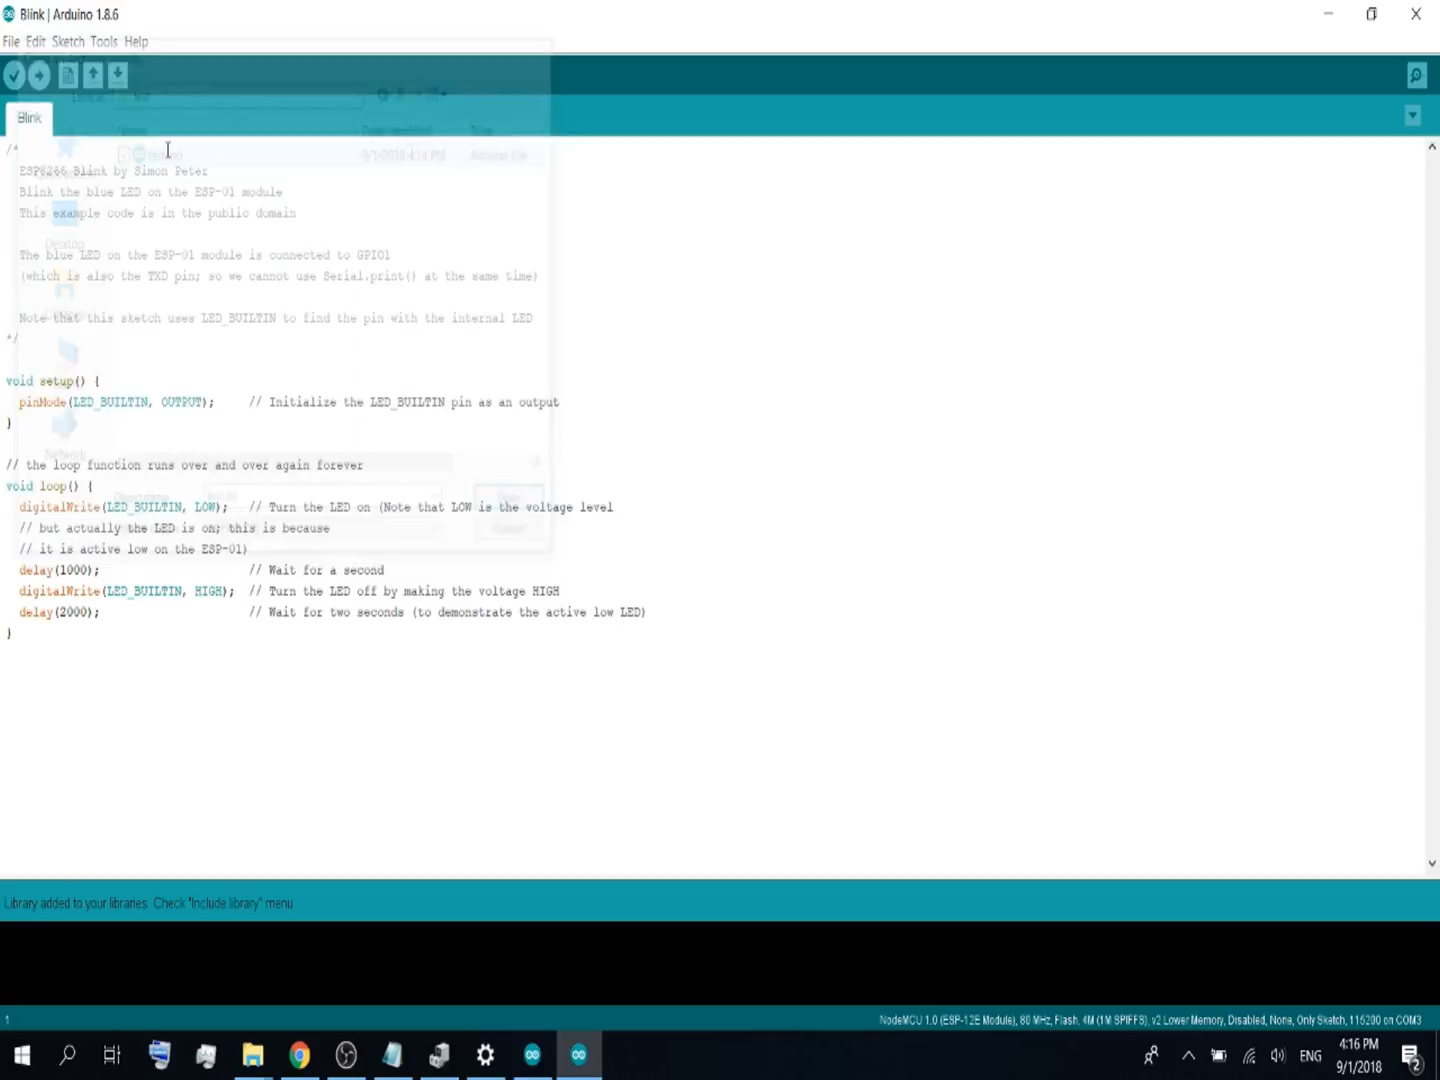 Blink | Arduino 1.8.6
File Edit Sketch Tools Help
Blink
/*
9/1/2018 4:14 PM
ESP8266 Blink by Simon Peter
Blink the blue LED on the ESP-01 module
This example code is in the public domain
Desktop
The blue LED on the ESP-01 module is connected to GPIO1
(which is also the TXD pin; so we cannot use Serial.print() at the same time)
Note that this sketch uses LED_BUILTIN to find the pin with the internal LED
*/
void setup() {
pinMode(LED_BUILTIN, OUTPUT); // Initialize the LED_BUILTIN pin as an output
}
Network
// the loop function runs over and over again forever
void loop() {
digitalWrite(LED_BUILTIN, LOW); // Turn the LED on (Note that LOW is the voltage level
// but actually the LED is on; this is because
// it is active low on the ESP-01)
delay(1000); // Wait for a second
digitalWrite(LED_BUILTIN, HIGH); // Turn the LED off by making the voltage HIGH
delay(2000); // Wait for two seconds (to demonstrate the active low LED)
}
Library added to your libraries. Check "Include library" menu
1
NodeMCU 1.0 (ESP-12E Module), 80 MHz, Flash, 4M (1M SPIFFS), v2 Lower Memory, Disabled, None, Only Sketch, 115200 on COM3
ENG
4:16 PM
9/1/2018
2